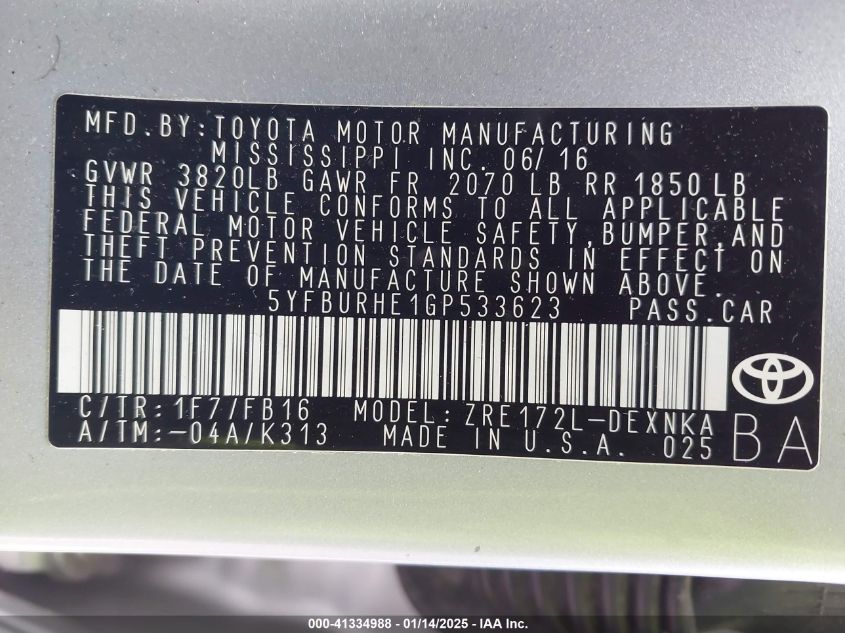 MFD.BY:TOYOTA MOTOR MANUFACTURING
MISSISSIPPI INC. 06/16
GVWR 3820LB GAWR FR 2070LB RR 1850LB
THIS VEHICLE CONFORMS TO ALL APPLICABLE
FEDERAL MOTOR VEHICLE SAFETY,BUMPER,AND
THEFT PREVENTION STANDARDS IN EFFECT ON
THE DATE OF MANUFACTURE SHOWN ABOVE.
5YFBURHE1GP533623 PASS.CAR
C/TR:1F7/FB16 MODEL:ZRE172L-DEXNKA
A/TM:-04A/K313 MADE IN U.S.A. 025 BA
000-41334988 - 01/14/2025 - IAA Inc.